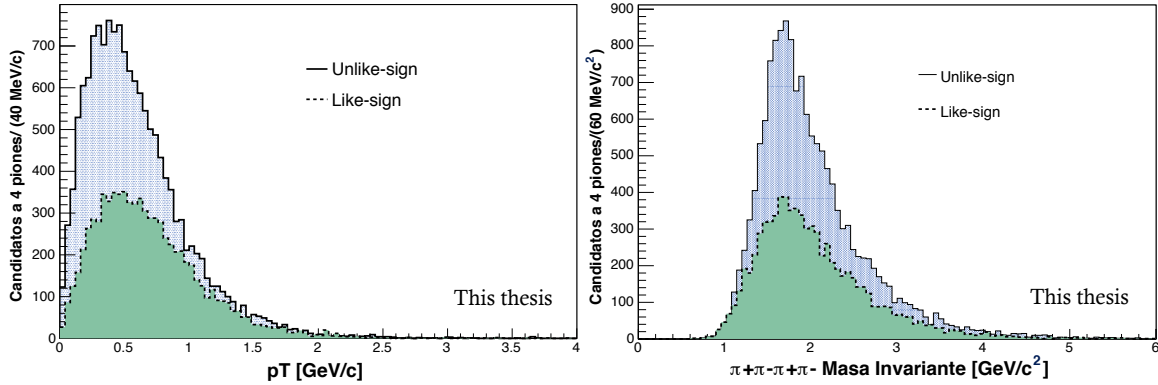 Candidatos a 4 piones/ (40 MeV/c)
700
600
500
400
300
200
100
0
Unlike-sign
Like-sign
This thesis
0 0.5 1 1.5 2 2.5 3 3.5 4
pT [GeV/c]
Candidatos a 4 piones/(60 MeV/c²)
900
800
700
600
500
400
300
200
100
0
Unlike-sign
Like-sign
This thesis
0 1 2 3 4 5 6
π+π-π+π- Masa Invariante [GeV/c²]